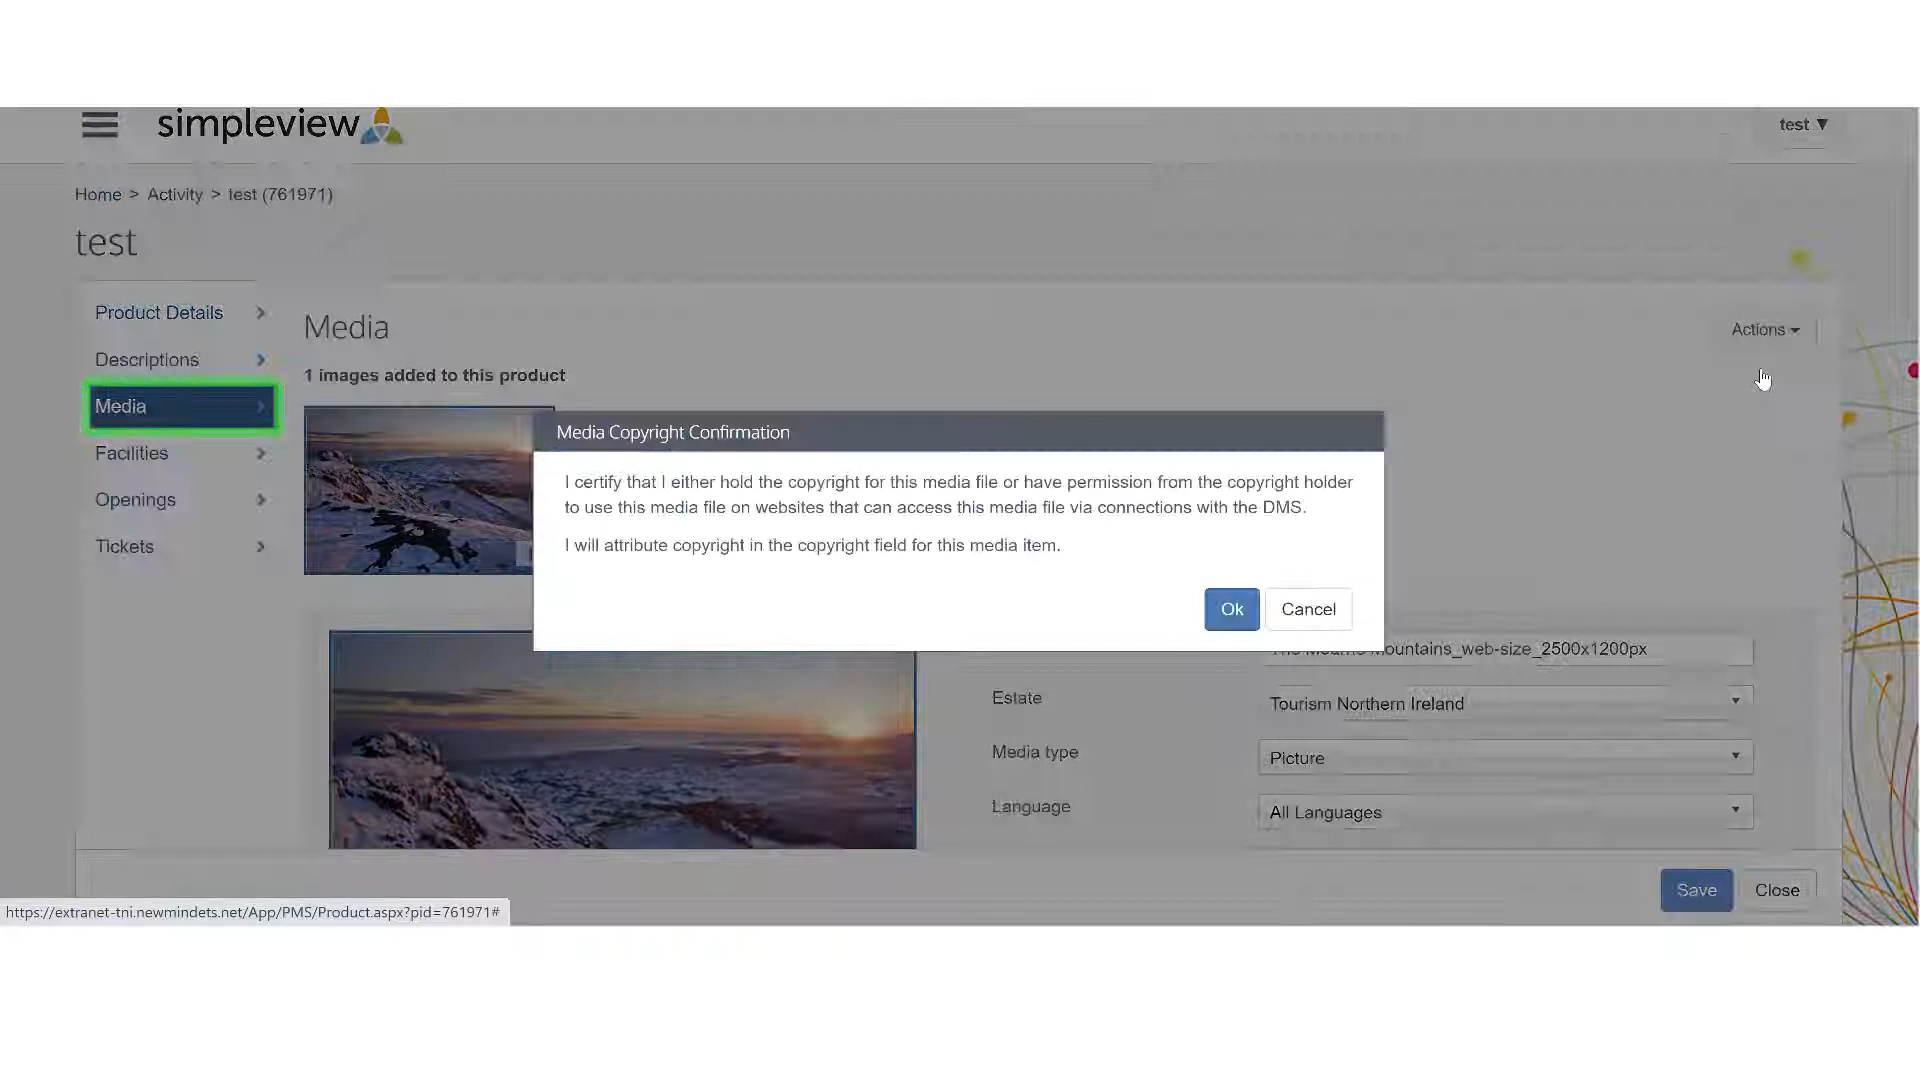 simpleview
test ▼
Home > Activity > test (761971)
test
Product Details
Descriptions
Media
Facilities
Openings
Tickets
Media
Actions
1 images added to this product
Media Copyright Confirmation
I certify that I either hold the copyright for this media file or have permission from the copyright holder
to use this media file on websites that can access this media file via connections with the DMS.
I will attribute copyright in the copyright field for this media item.
Ok
Cancel
Mountains_web-size_2500x1200px
Estate
Tourism Northern Ireland
Media type
Picture
Language
All Languages
Save
Close
https://extranet-tni.newmindets.net/App/PMS/Product.aspx?pid=761971#